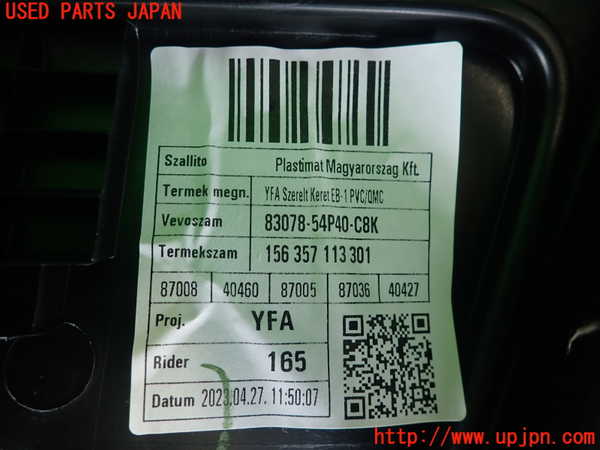 USED PARTS JAPAN
Szallito Plastimat Magyarorszag Kft.
Termek megn. YFA Szerelt Keret EB-1 PVC/QMC
Vevoszam 83078-54P40-C8K
Termekszam 156 357 113 301
87008 40460 87005 87036 40427
Proj. YFA
Rider 165
Datum 2023.04.27. 11:50:07
http://www.upjpn.com/